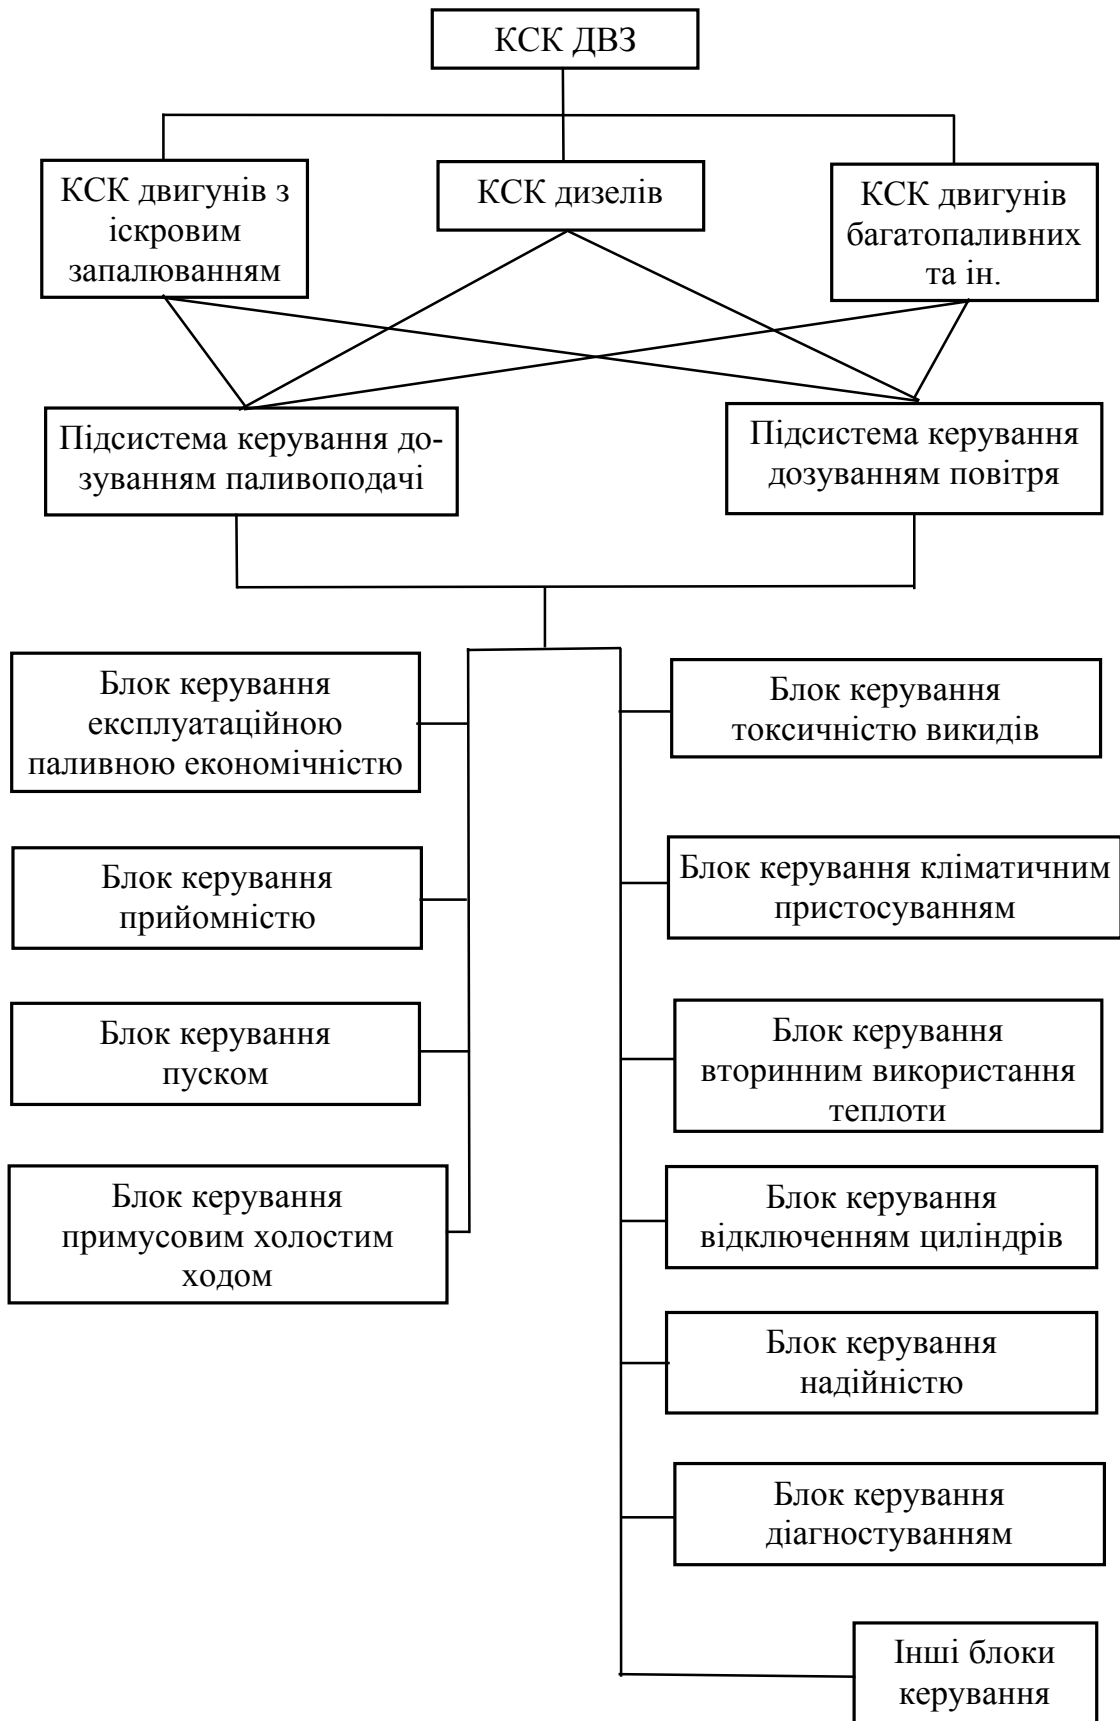 КСК ДВЗ
КСК двигунів з
іскровим
запалюванням
КСК дизелів
КСК двигунів
багатопаливних
та ін.
Підсистема керування до-
зуванням паливоподачі
Підсистема керування
дозуванням повітря
Блок керування
експлуатаційною
паливною економічністю
Блок керування
прийомністю
Блок керування
пуском
Блок керування
примусовим холостим
ходом
Блок керування
токсичністю викидів
Блок керування кліматичним
пристосуванням
Блок керування
вторинним використання
теплоти
Блок керування
відключенням циліндрів
Блок керування
надійністю
Блок керування
діагностуванням
Інші блоки
керування